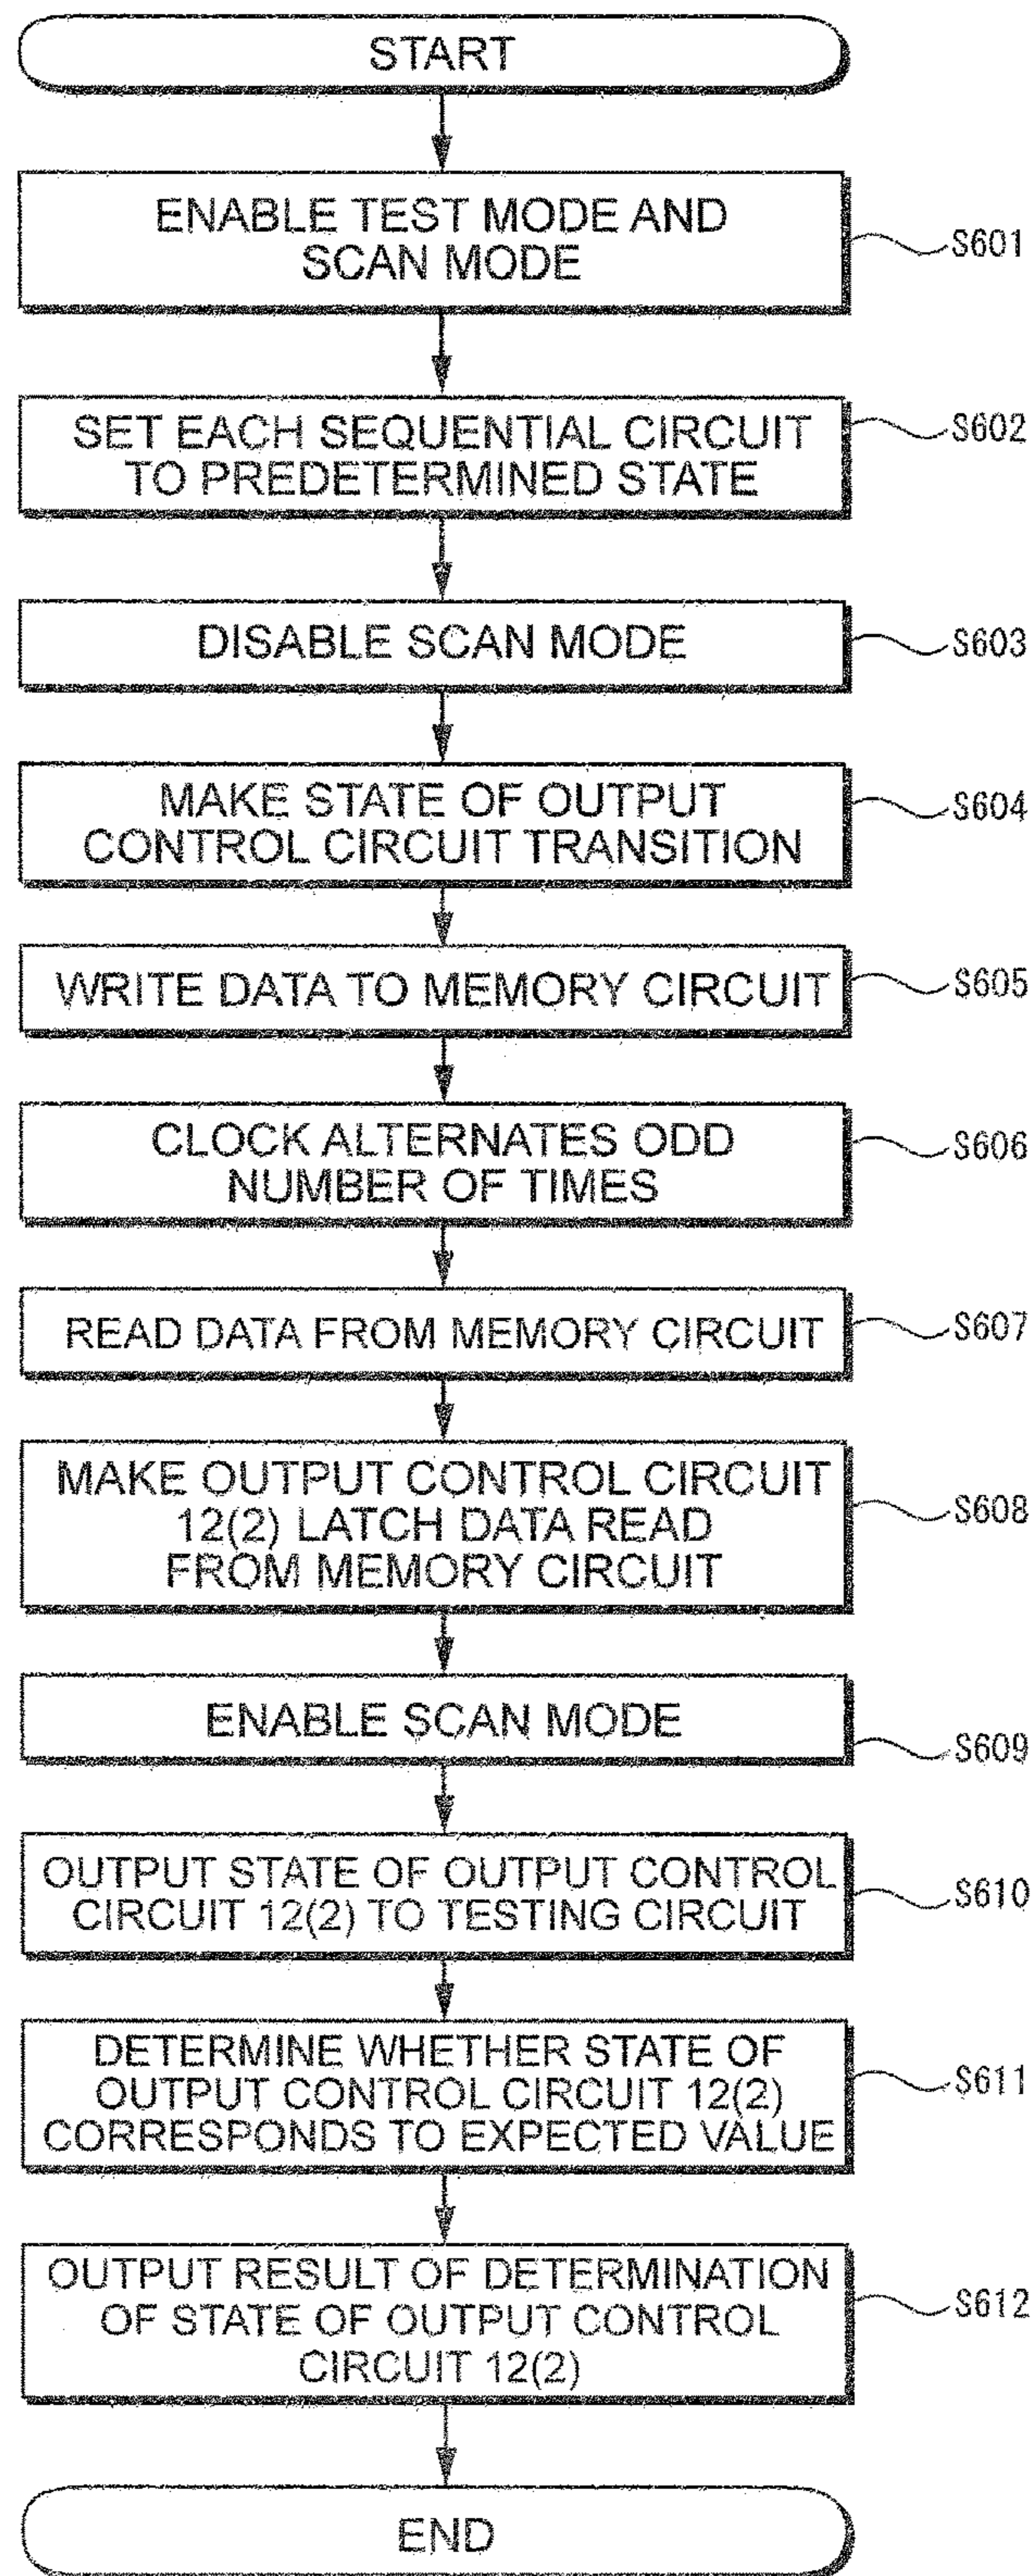 START
ENABLE TEST MODE AND
SCAN MODE
S601
SET EACH SEQUENTIAL CIRCUIT
TO PREDETERMINED STATE
S602
DISABLE SCAN MODE
S603
MAKE STATE OF OUTPUT
CONTROL CIRCUIT TRANSITION
S604
WRITE DATA TO MEMORY CIRCUIT
S605
CLOCK ALTERNATES ODD
NUMBER OF TIMES
S606
READ DATA FROM MEMORY CIRCUIT
S607
MAKE OUTPUT CONTROL CIRCUIT
12(2) LATCH DATA READ
FROM MEMORY CIRCUIT
S608
ENABLE SCAN MODE
S609
OUTPUT STATE OF OUTPUT CONTROL
CIRCUIT 12(2) TO TESTING CIRCUIT
S610
DETERMINE WHETHER STATE OF
OUTPUT CONTROL CIRCUIT 12(2)
CORRESPONDS TO EXPECTED VALUE
S611
OUTPUT RESULT OF DETERMINATION
OF STATE OF OUTPUT CONTROL
CIRCUIT 12(2)
S612
END